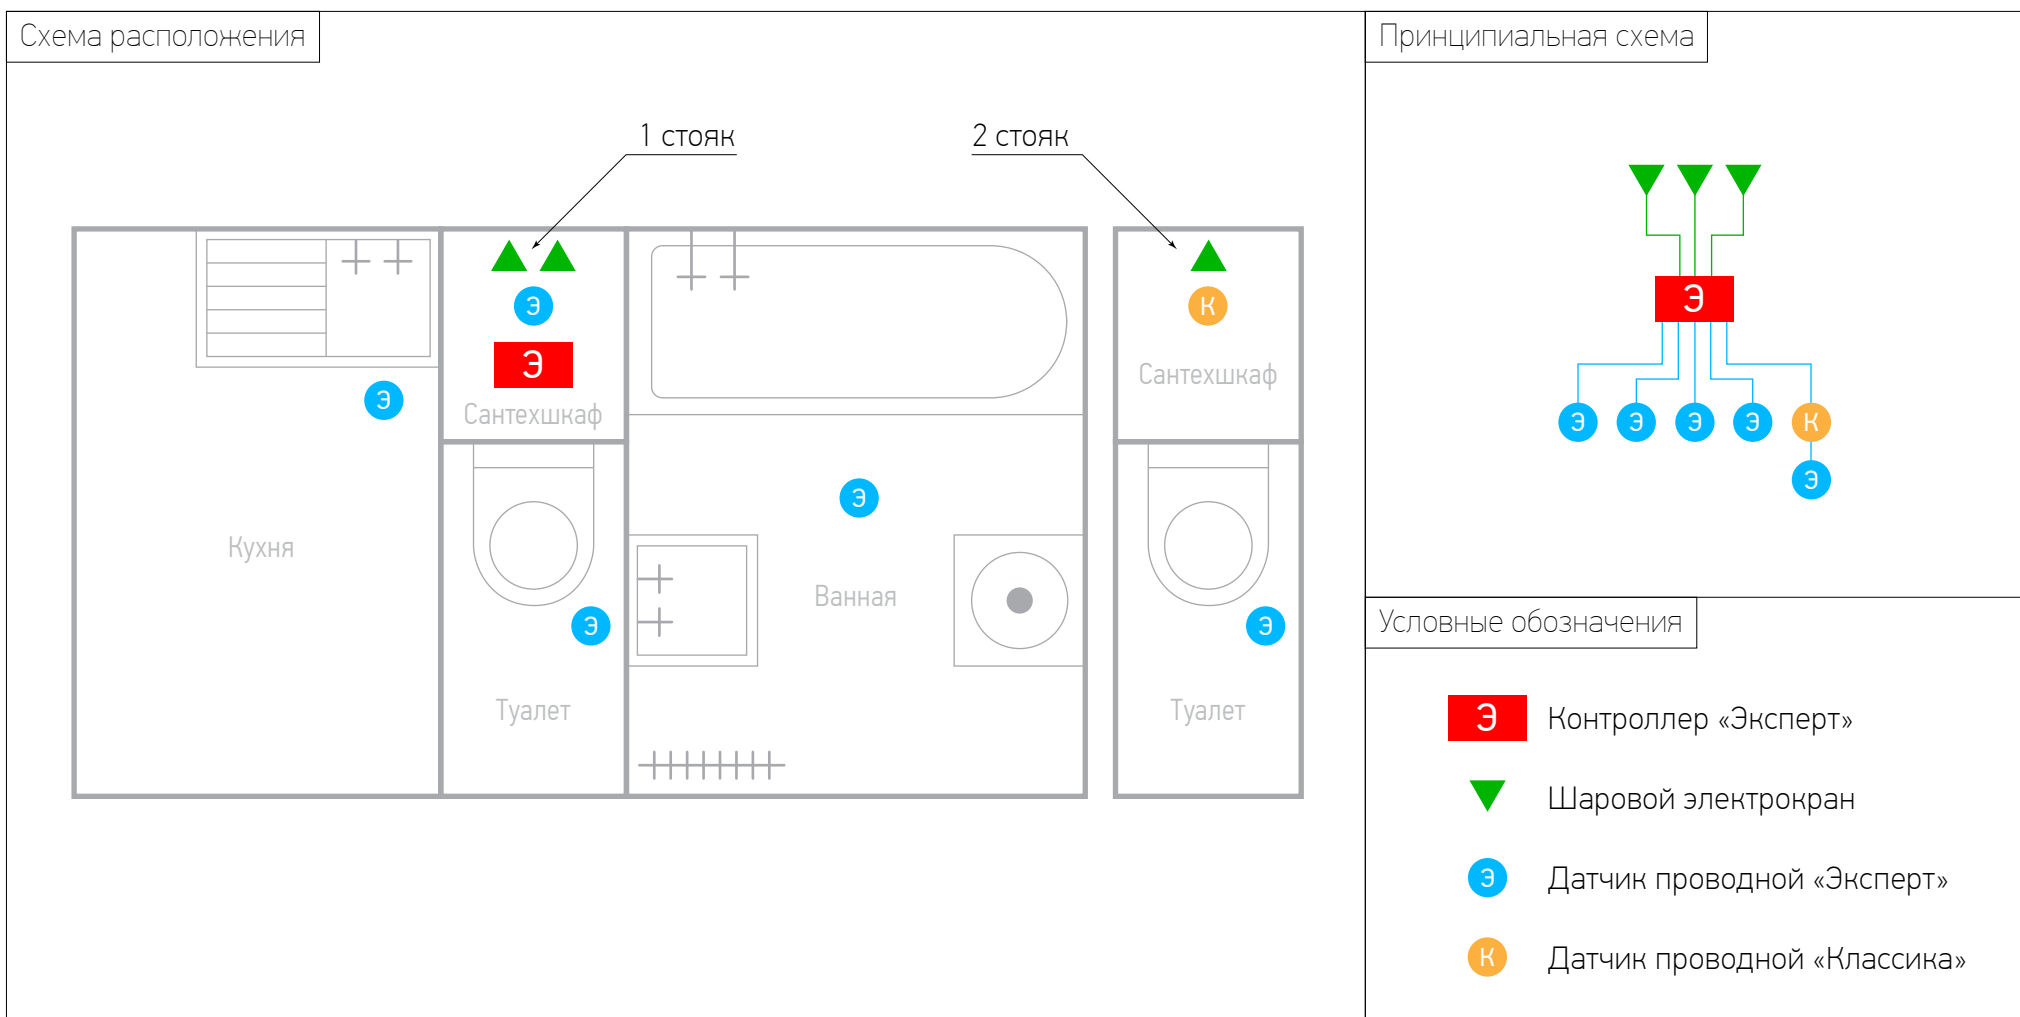 Схема расположения
1 стояк
2 стояк
Э
К
Э
Э
Сантехшкаф
Сантехшкаф
Э
Кухня
Ванная
Э
Э
Туалет
Туалет
Принципиальная схема
Э
Э
Э
Э
Э
К
Э
Условные обозначения
Э Контроллер «Эксперт»
Шаровой электрокран
Э Датчик проводной «Эксперт»
К Датчик проводной «Классика»